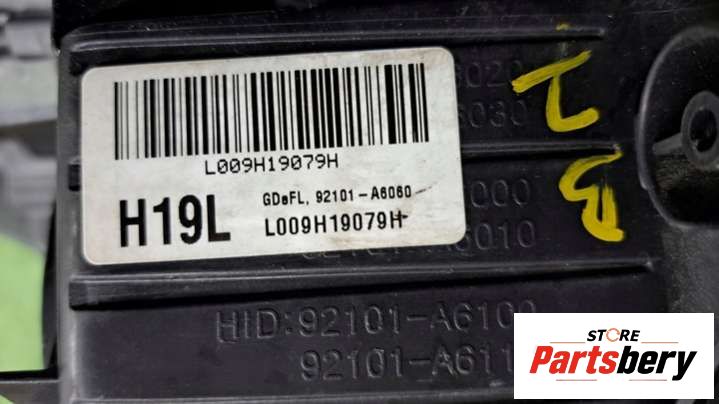 L009H19079H
H19L
GDeFL, 92101-A6060
L009H19079H
HID:92101-A6100
92101-A611
STORE
Partsbery